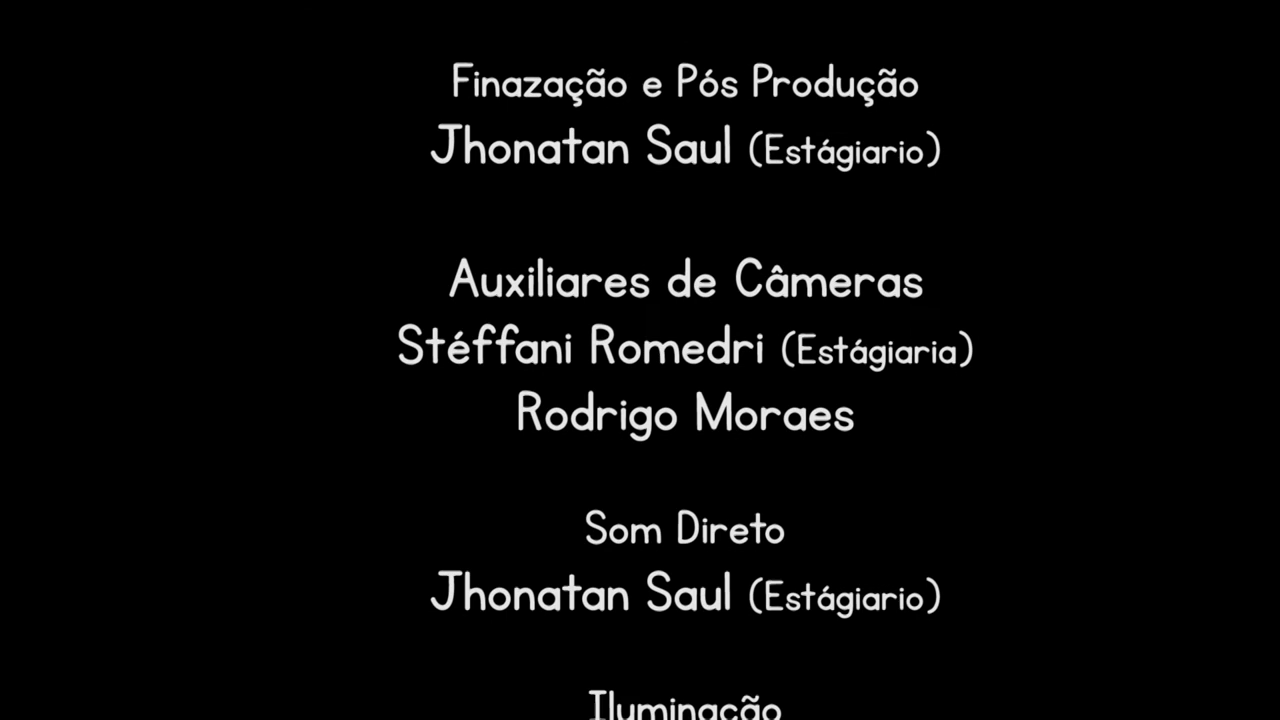 Finazação e Pós Produção
Jhonatan Saul (Estágiario)
Auxiliares de Câmeras
Stéffani Romedri (Estágiaria)
Rodrigo Moraes
Som Direto
Jhonatan Saul (Estágiario)
Iluminação